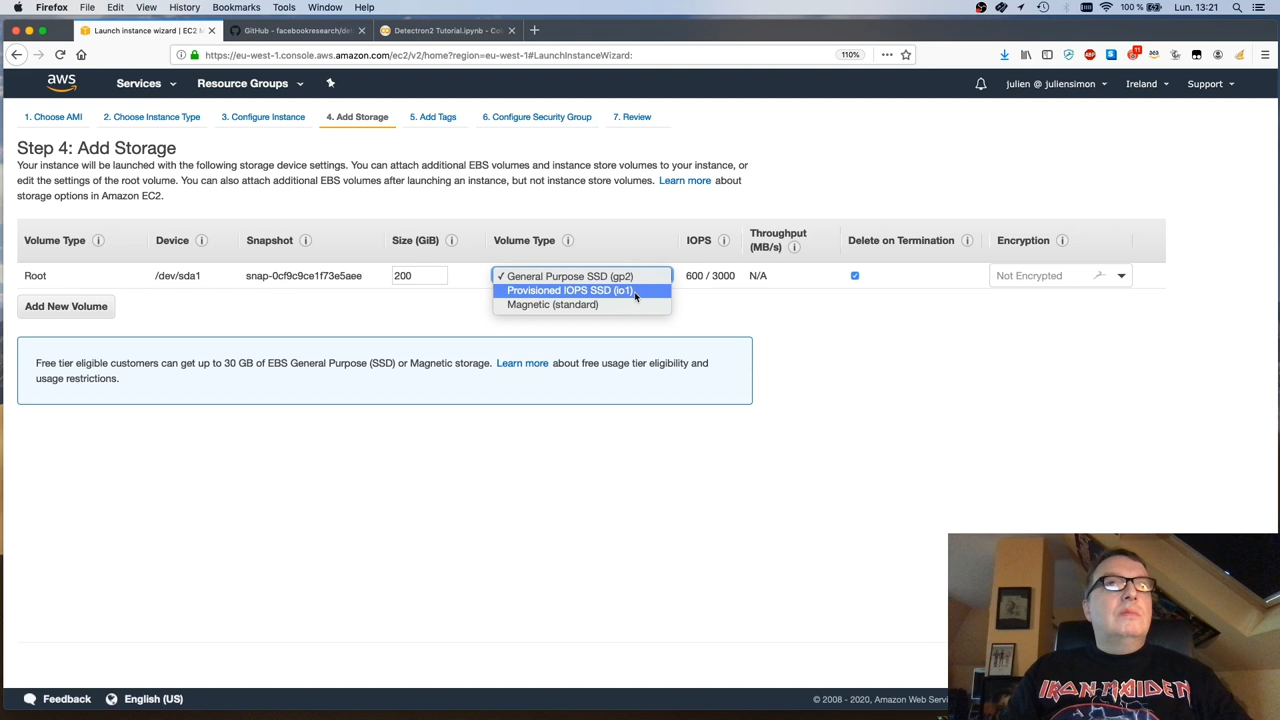 Firefox File Edit View History Bookmarks Tools Window Help Lun. 13:21
Launch instance wizard | EC2 M GitHub - facebookresearch/de Detectron2 Tutorial.ipynb - Co
https://eu-west-1.console.aws.amazon.com/ec2/v2/home?region=eu-west-1#LaunchInstanceWizard: 110% 11
aws Services Resource Groups julien @ juliensimon Ireland Support
1. Choose AMI 2. Choose Instance Type 3. Configure Instance 4. Add Storage 5. Add Tags 6. Configure Security Group 7. Review
Step 4: Add Storage
Your instance will be launched with the following storage device settings. You can attach additional EBS volumes and instance store volumes to your instance, or
edit the settings of the root volume. You can also attach additional EBS volumes after launching an instance, but not instance store volumes. Learn more about
storage options in Amazon EC2.
Volume Type Device Snapshot Size (GiB) Volume Type IOPS Throughput (MB/s) Delete on Termination Encryption
Root /dev/sda1 snap-0cf9c9ce1f73e5aee 200 ✓ General Purpose SSD (gp2) 600 / 3000 N/A Not Encrypted
Provisioned IOPS SSD (io1)
Magnetic (standard)
Add New Volume
Free tier eligible customers can get up to 30 GB of EBS General Purpose (SSD) or Magnetic storage. Learn more about free usage tier eligibility and
usage restrictions.
IRON MAIDEN
Feedback English (US) © 2008 - 2020, Amazon Web Servi